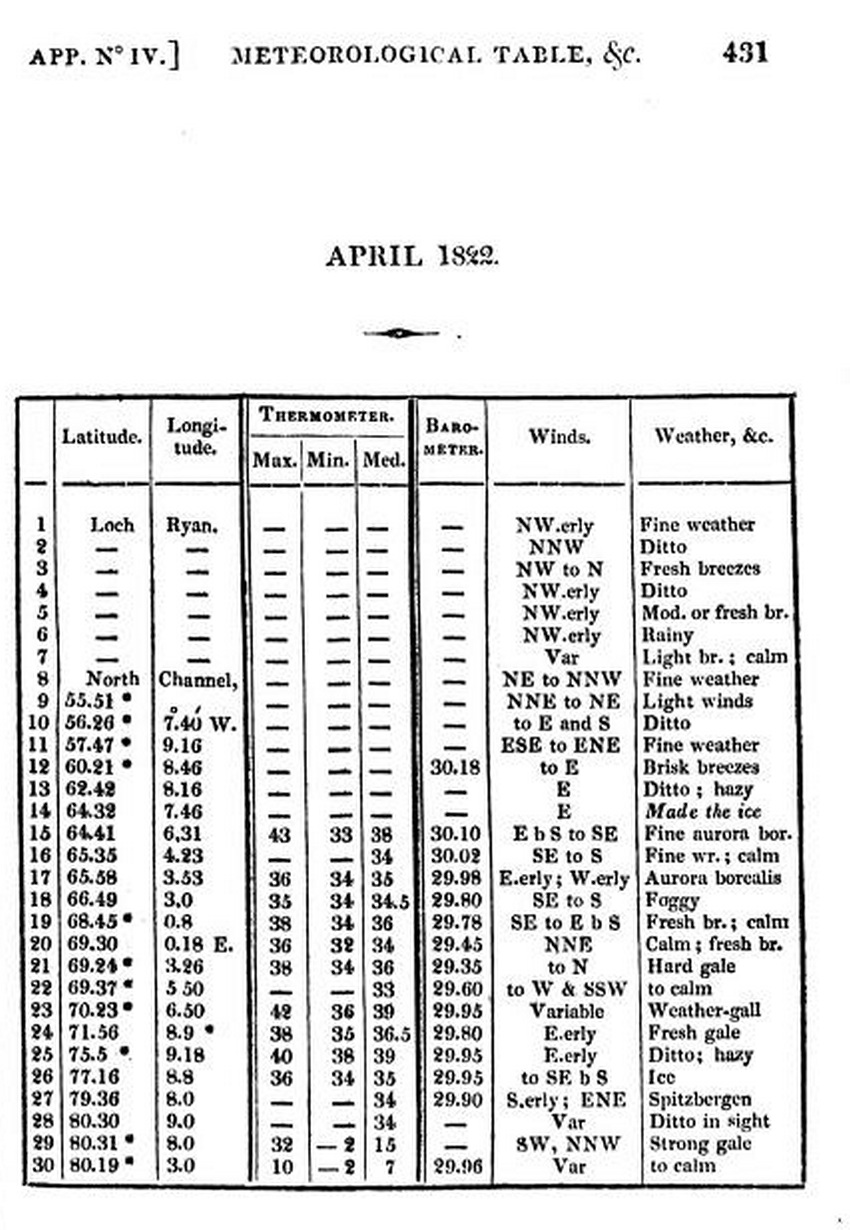 APP. N° IV.] METEOROLOGICAL TABLE, &c. 431
APRIL 1822.
Latitude. Longi-tude. THERMOMETER. Max. Min. Med. BARO-METER. Winds. Weather, &c.
1 Loch Ryan. — — — — NW.erly Fine weather
2 — — — — — — NNW Ditto
3 — — — — — — NW to N Fresh breezes
4 — — — — — — NW.erly Ditto
5 — — — — — — NW.erly Mod. or fresh br.
6 — — — — — — NW.erly Rainy
7 — — — — — — Var Light br.; calm
8 North Channel, — — — — NE to NNW Fine weather
9 55.51 * ° ′ — — — — NNE to NE Light winds
10 56.26 * 7.40 W. — — — — to E and S Ditto
11 57.47 * 9.16 — — — — ESE to ENE Fine weather
12 60.21 * 8.46 — — — 30.18 to E Brisk breezes
13 62.42 8.16 — — — — E Ditto; hazy
14 64.32 7.46 — — — — E Made the ice
15 64.41 6,31 43 33 38 30.10 E b S to SE Fine aurora bor.
16 65.35 4.23 — — 34 30.02 SE to S Fine wr.; calm
17 65.58 3.53 36 34 35 29.98 E.erly; W.erly Aurora borealis
18 66.49 3.0 35 34 34.5 29.80 SE to S Foggy
19 68.45 * 0.8 38 34 36 29.78 SE to E b S Fresh br.; calm
20 69.30 0.18 E. 36 32 34 29.45 NNE Calm; fresh br.
21 69.24 * 3.26 38 34 36 29.35 to N Hard gale
22 69.37 * 5 50 — — 33 29.60 to W & SSW to calm
23 70.23 * 6.50 42 36 39 29.95 Variable Weather-gall
24 71.56 8.9 * 38 35 36.5 29.80 E.erly Fresh gale
25 75.5 * 9.18 40 38 39 29.95 E.erly Ditto; hazy
26 77.16 8.8 36 34 35 29.95 to SE b S Ice
27 79.36 8.0 — — 34 29.90 S.erly; ENE Spitzbergen
28 80.30 9.0 — — 34 — Var Ditto in sight
29 80.31 * 8.0 32 — 2 15 — SW, NNW Strong gale
30 80.19 * 3.0 10 — 2 7 29.96 Var to calm